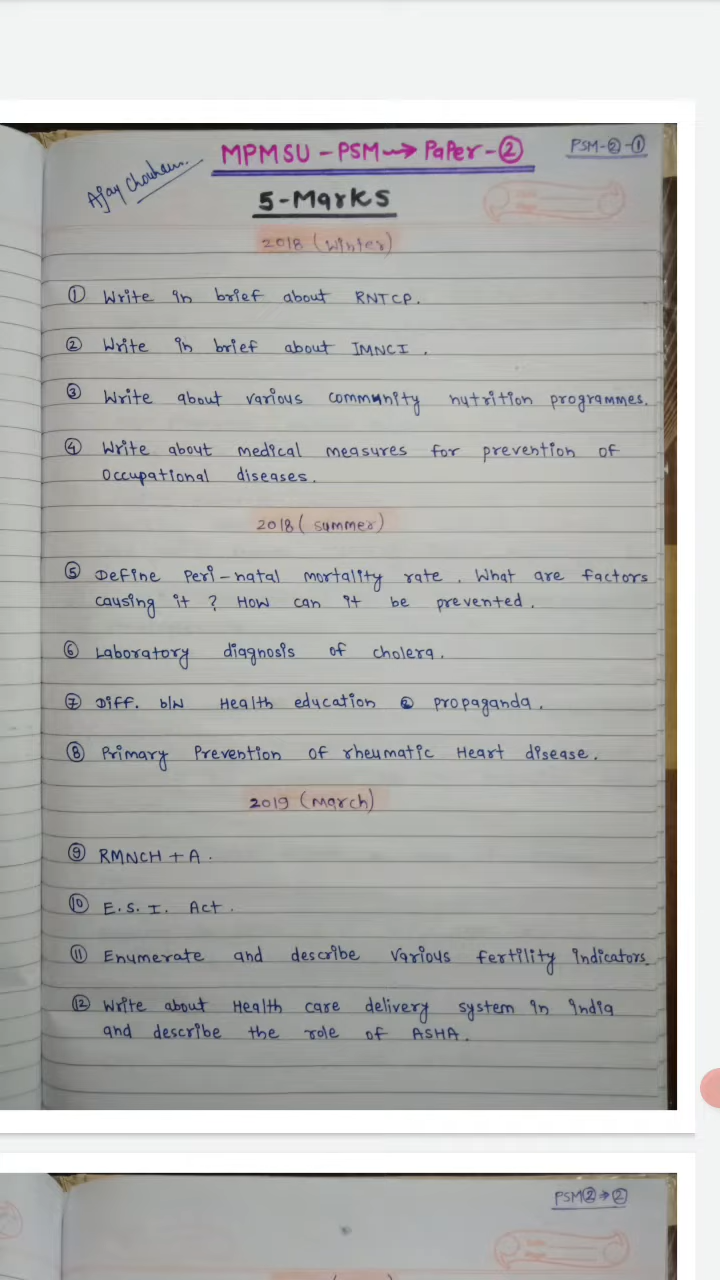 MPMSU - PSM → Paper - ②
PSM-②-①
Ajay Chouhan
5-Marks
2018 (winter)
① Write in brief about RNTCP.
② Write in brief about IMNCI.
③ Write about various community nutrition programmes.
④ Write about medical measures for prevention of
occupational diseases.
2018 (summer)
⑤ Define Peri-natal mortality rate. What are factors
causing it? How can it be prevented.
⑥ Laboratory diagnosis of cholera.
⑦ Diff. b/w Health education & propaganda.
⑧ Primary Prevention of rheumatic Heart disease.
2019 (march)
⑨ RMNCH + A.
⑩ E.S.I. Act.
⑪ Enumerate and describe various fertility indicators.
⑫ Write about Health care delivery system in india
and describe the role of ASHA.
PSM②→②